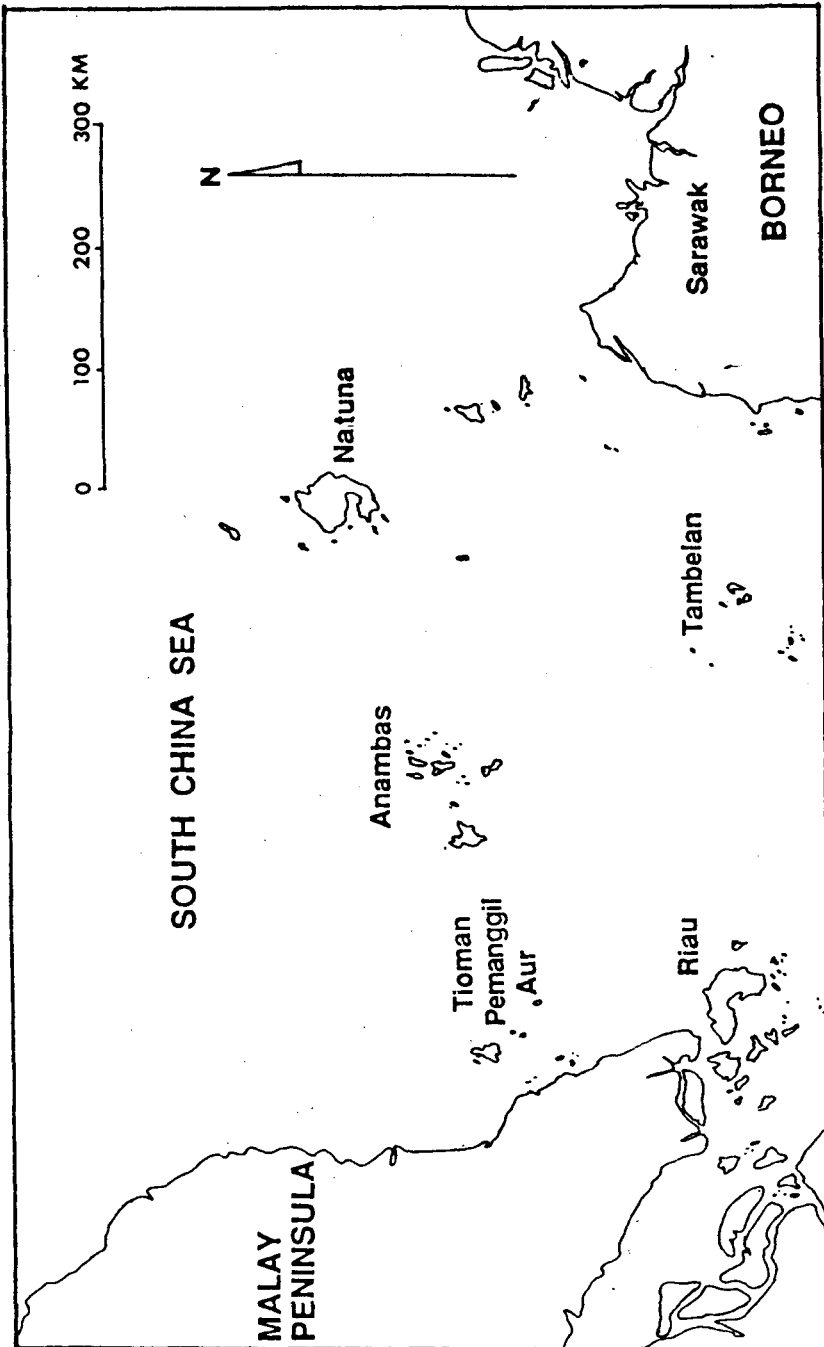 SOUTH CHINA SEA
0 100 200 300 KM
N
MALAY
PENINSULA
Anambas
Natuna
Tioman
Pemanggil
Aur
Riau
Tambelan
Sarawak
BORNEO